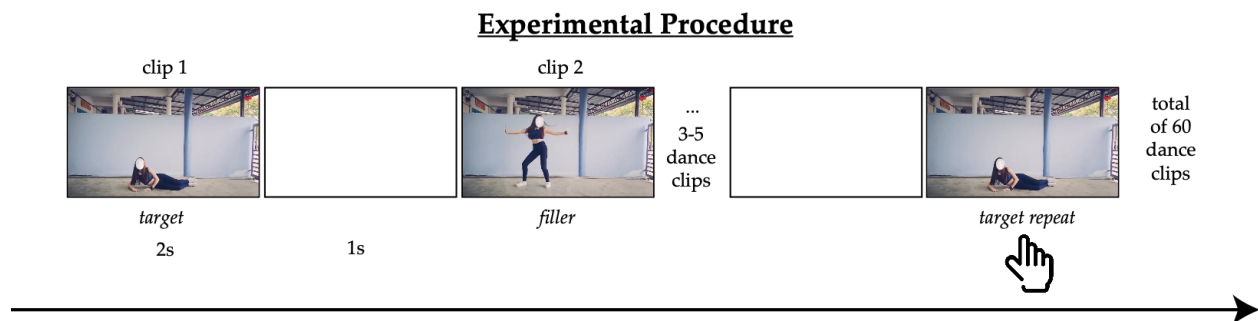 Experimental Procedure
clip 1
clip 2
...
3-5
dance
clips
total
of 60
dance
clips
target
filler
target repeat
2s
1s